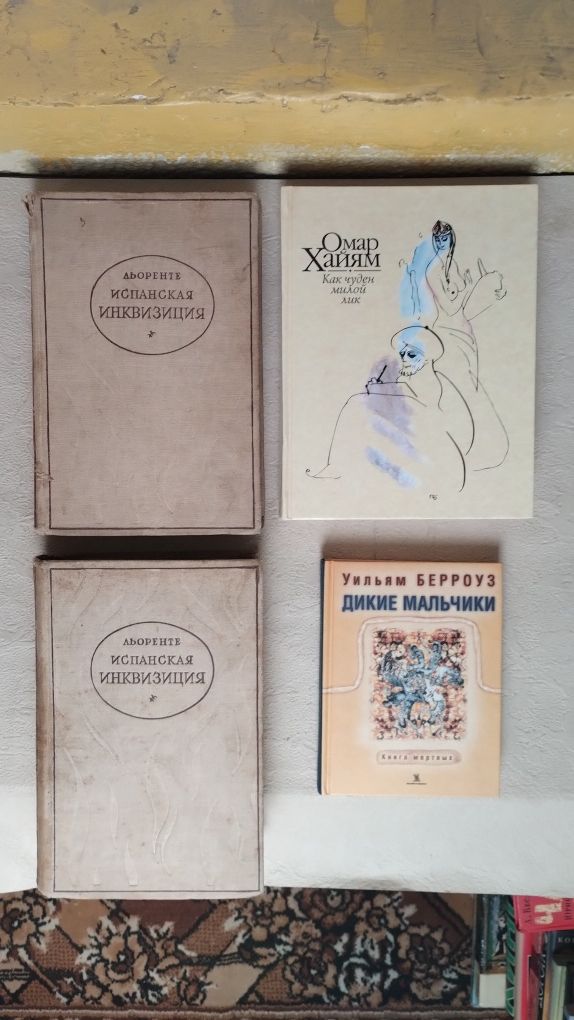 ЛЬОРЕНТЕ
ИСПАНСКАЯ
ИНКВИЗИЦИЯ
Омар
Хайям
Как чуден
милой
лик
ЛЬОРЕНТЕ
ИСПАНСКАЯ
ИНКВИЗИЦИЯ
Уильям БЕРРОУЗ
ДИКИЕ МАЛЬЧИКИ
Книга мертвых